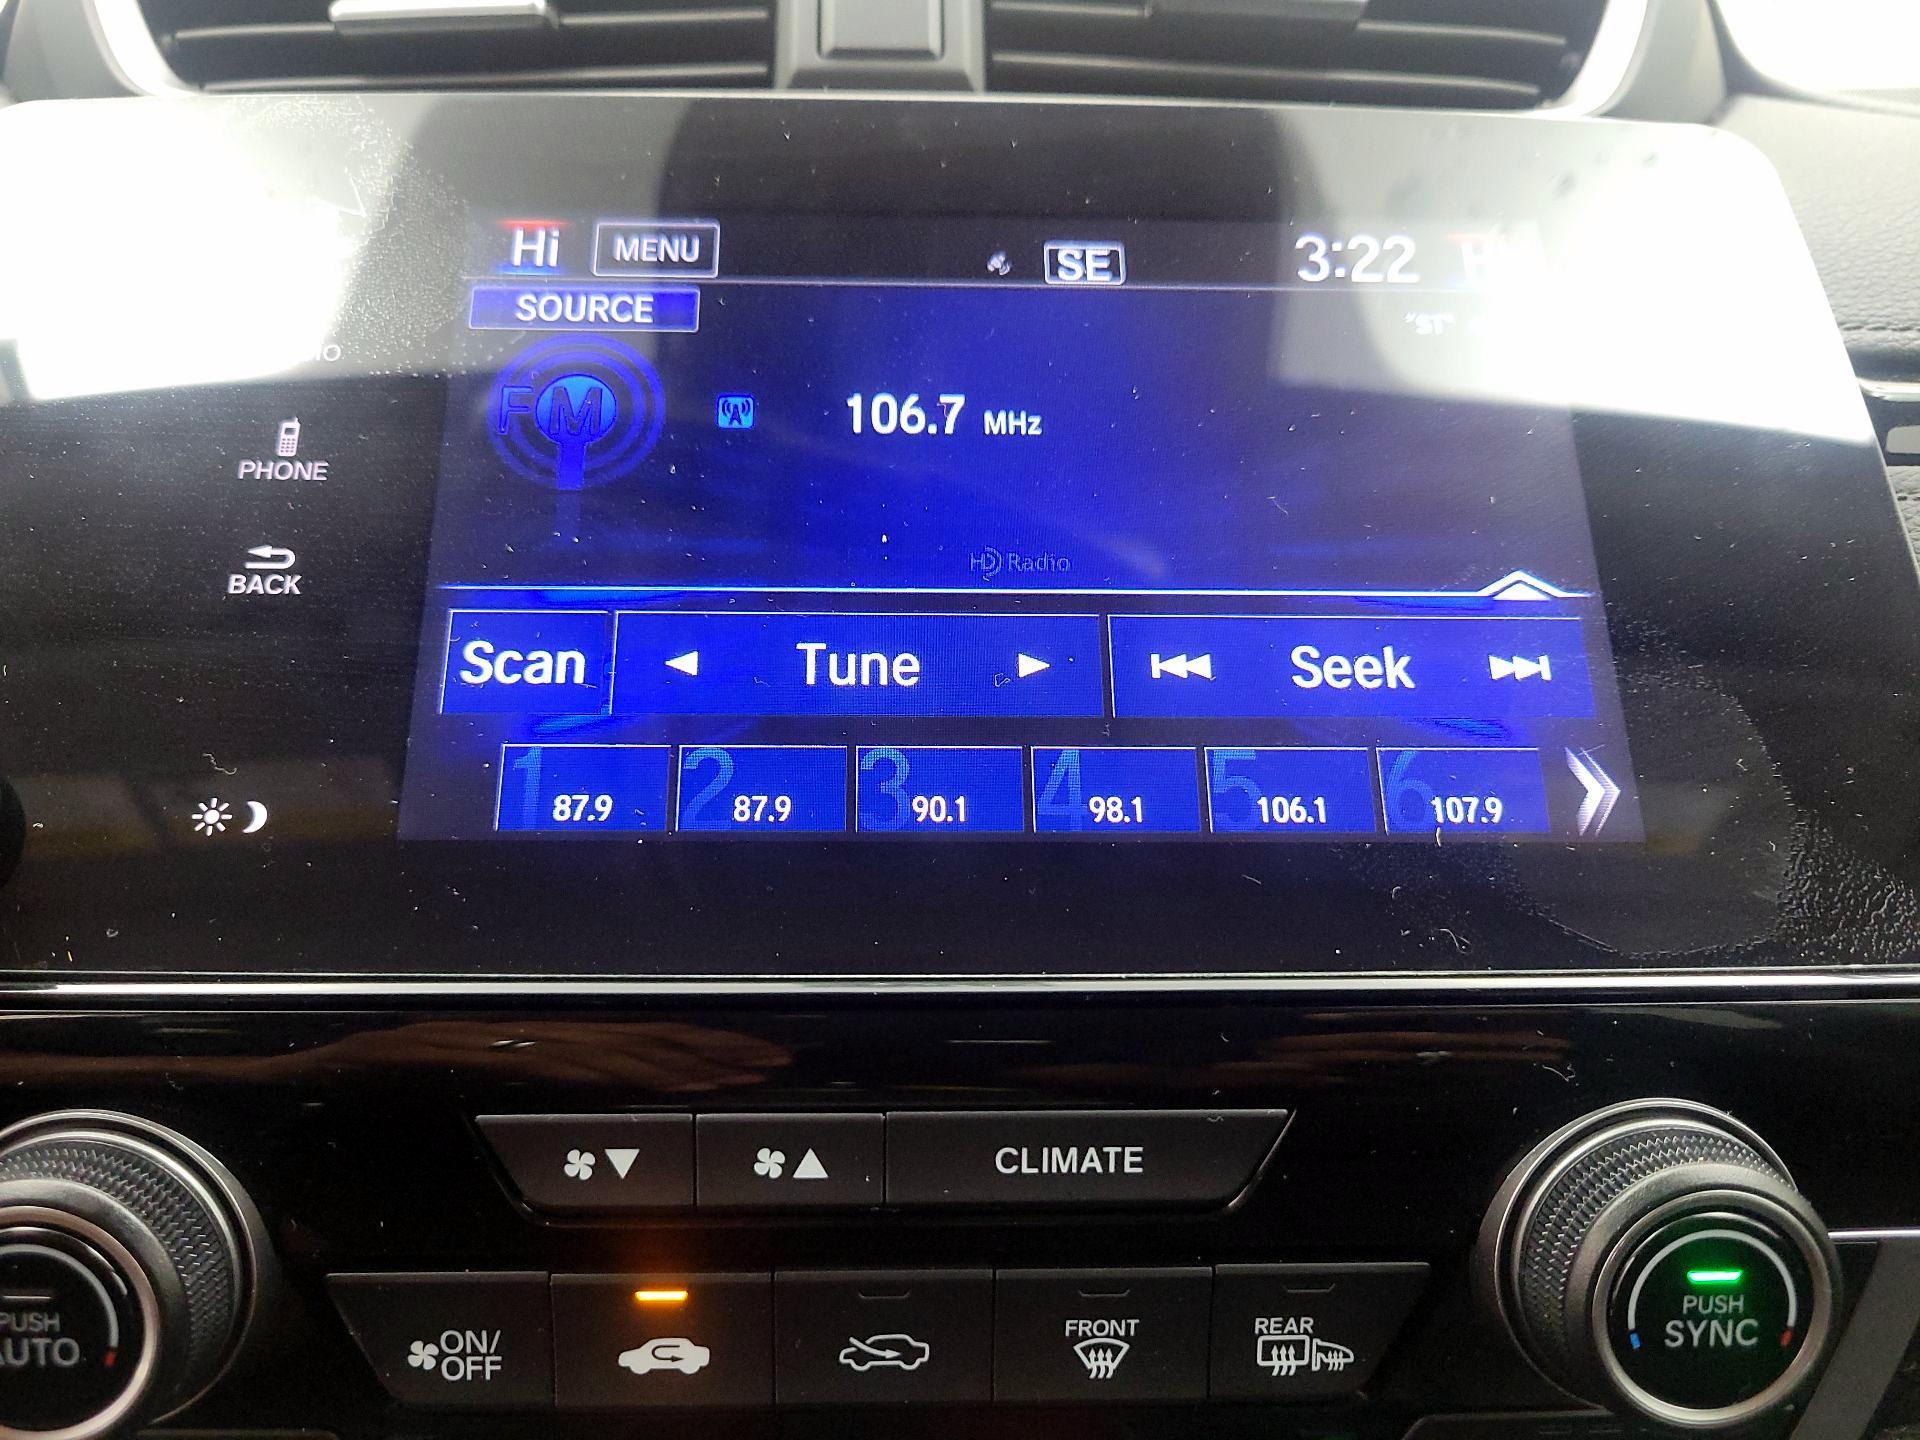 Hi MENU SE 3:22
SOURCE
FM 106.7 MHz
PHONE
HD Radio
BACK
Scan Tune Seek
1 87.9 2 87.9 3 90.1 4 98.1 5 106.1 6 107.9
CLIMATE
PUSH AUTO
ON/OFF
FRONT
REAR
PUSH SYNC